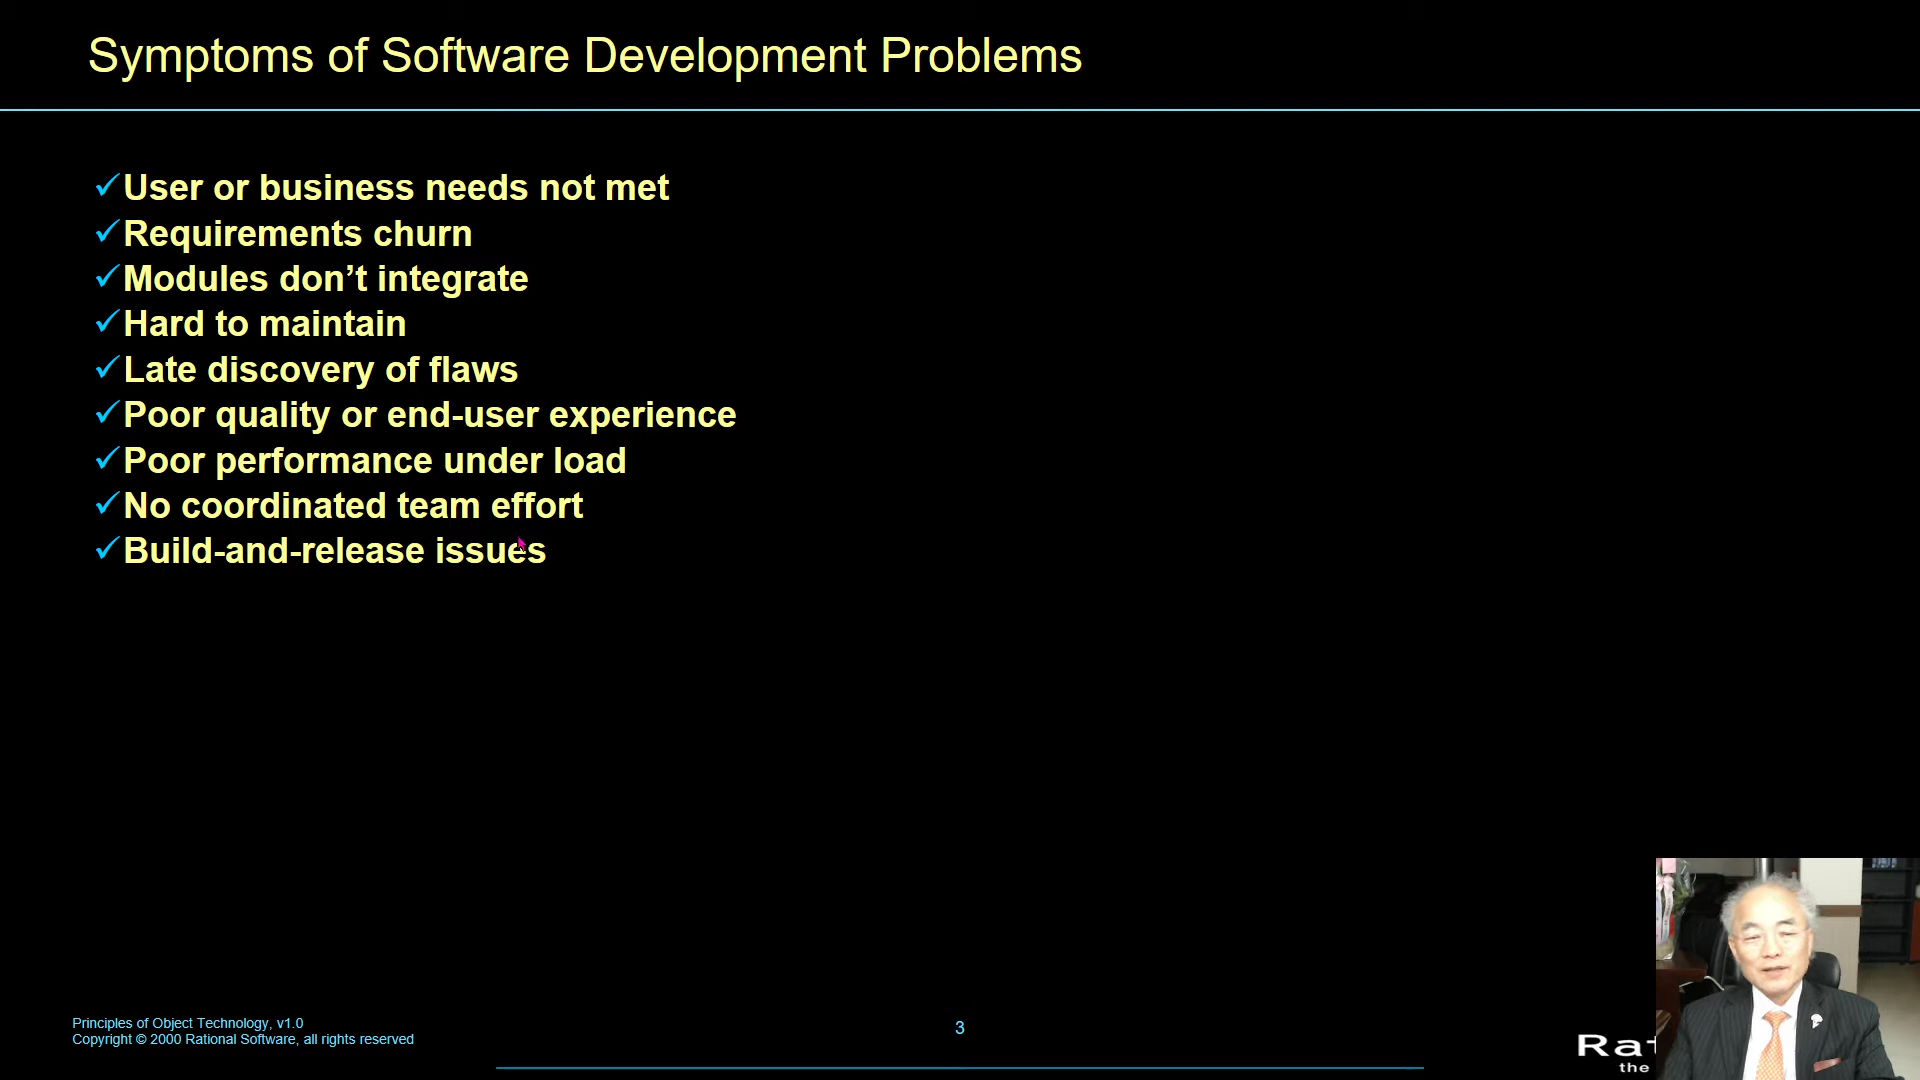 Symptoms of Software Development Problems
✓User or business needs not met
✓Requirements churn
✓Modules don’t integrate
✓Hard to maintain
✓Late discovery of flaws
✓Poor quality or end-user experience
✓Poor performance under load
✓No coordinated team effort
✓Build-and-release issues
Principles of Object Technology, v1.0
Copyright © 2000 Rational Software, all rights reserved
3
the